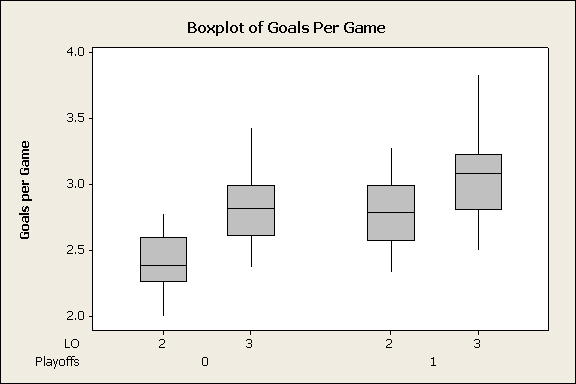 Boxplot of Goals Per Game
Goals per Game
4.0
3.5
3.0
2.5
2.0
LO 2 3 2 3
Playoffs 0 1